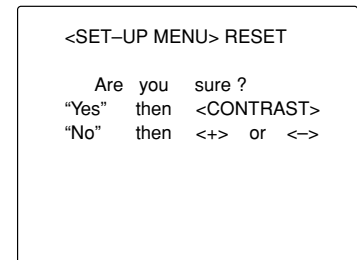 <SET–UP MENU> RESET
Are you sure ?
“Yes” then <CONTRAST>
“No” then <+> or <–>